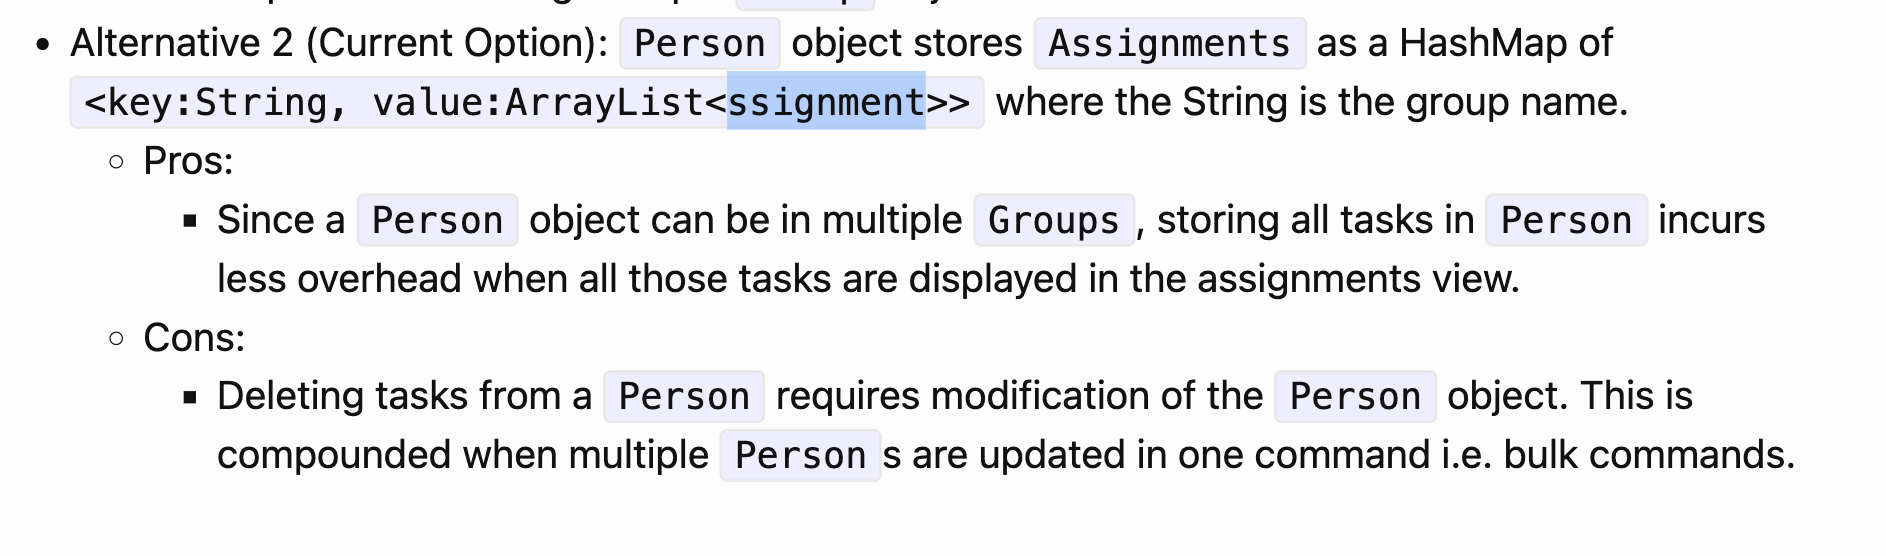 • Alternative 2 (Current Option): Person object stores Assignments as a HashMap of
<key:String, value:ArrayList<ssignment>> where the String is the group name.
○ Pros:
▪ Since a Person object can be in multiple Groups, storing all tasks in Person incurs
less overhead when all those tasks are displayed in the assignments view.
○ Cons:
▪ Deleting tasks from a Person requires modification of the Person object. This is
compounded when multiple Persons are updated in one command i.e. bulk commands.